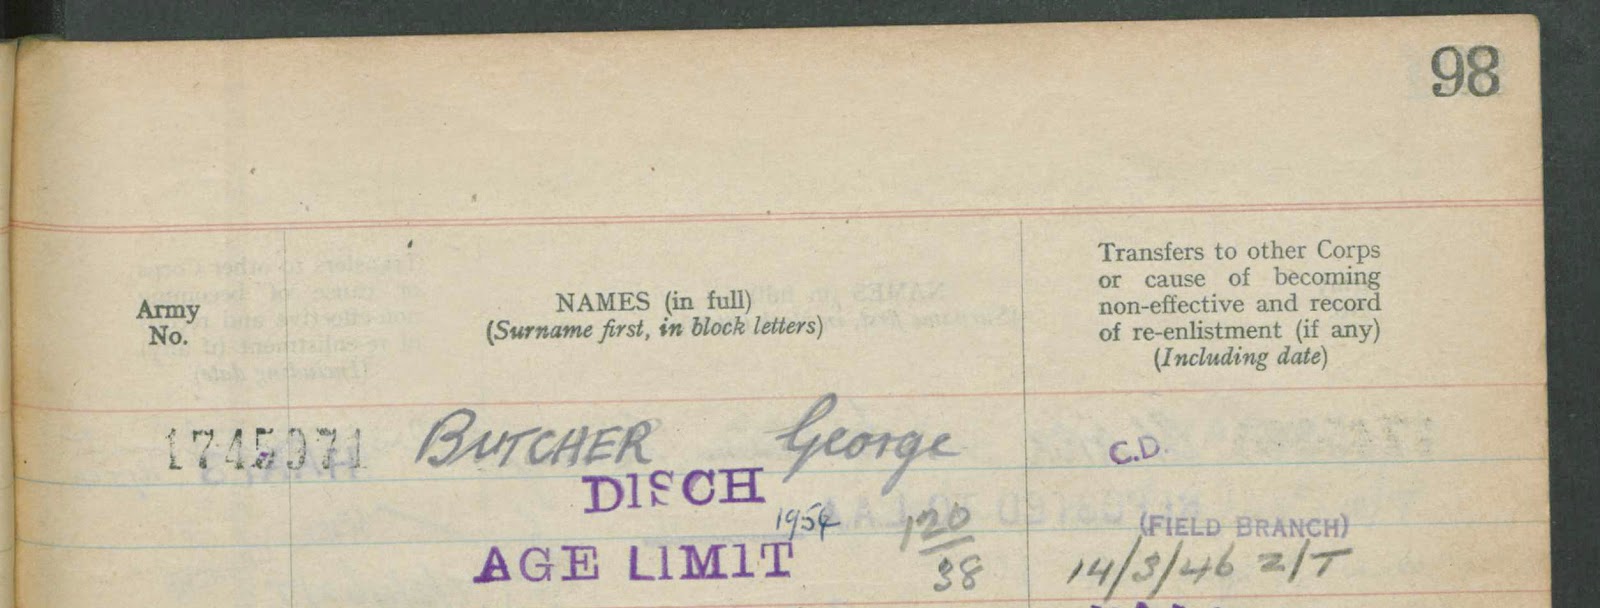 98
Army
No.
NAMES (in full)
(Surname first, in block letters)
Transfers to other Corps
or cause of becoming
non-effective and record
of re-enlistment (if any)
(Including date)
1745971 BUTCHER George C.D.
DISCH
1954 120 (FIELD BRANCH)
AGE LIMIT 38 14/3/46 Z/T